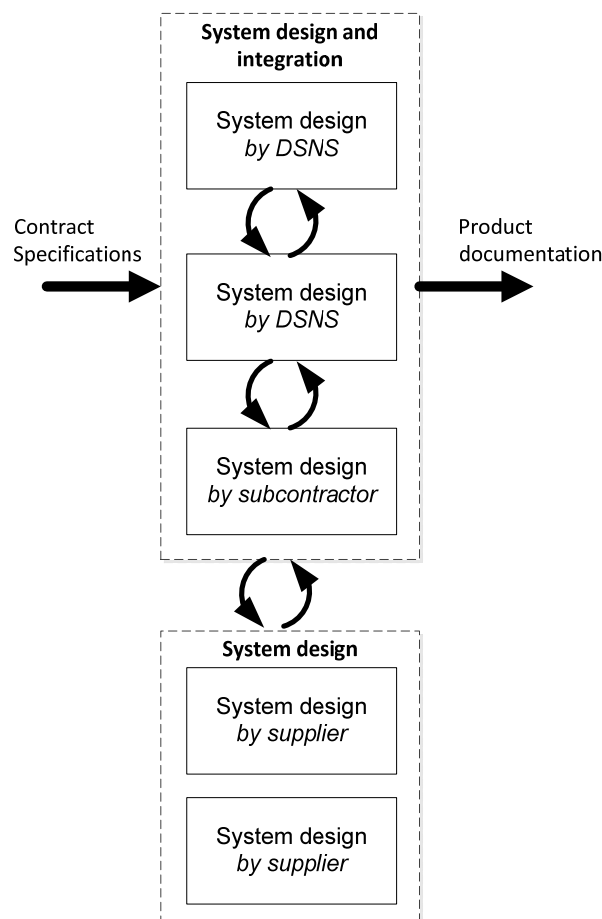 System design and
integration
System design
by DSNS
Contract
Specifications
Product
documentation
System design
by DSNS
System design
by subcontractor
System design
System design
by supplier
System design
by supplier